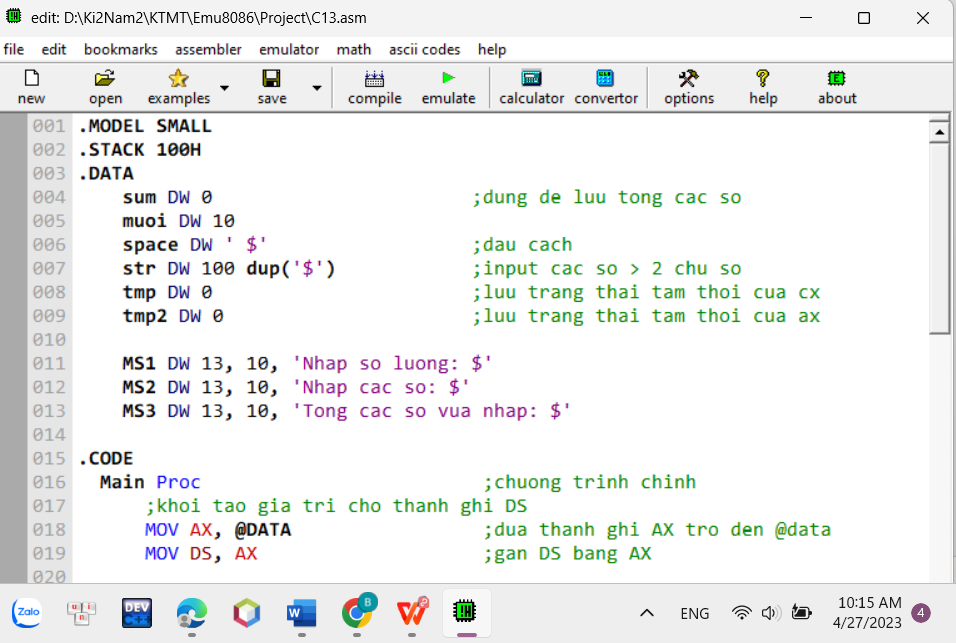 edit: D:\Ki2Nam2\KTMT\Emu8086\Project\C13.asm
file edit bookmarks assembler emulator math ascii codes help
new open examples save compile emulate calculator convertor options help about
001 .MODEL SMALL
002 .STACK 100H
003 .DATA
004 sum DW 0 ;dung de luu tong cac so
005 muoi DW 10
006 space DW ' $' ;dau cach
007 str DW 100 dup('$') ;input cac so > 2 chu so
008 tmp DW 0 ;luu trang thai tam thoi cua cx
009 tmp2 DW 0 ;luu trang thai tam thoi cua ax
010
011 MS1 DW 13, 10, 'Nhap so luong: $'
012 MS2 DW 13, 10, 'Nhap cac so: $'
013 MS3 DW 13, 10, 'Tong cac so vua nhap: $'
014
015 .CODE
016 Main Proc ;chuong trinh chinh
017 ;khoi tao gia tri cho thanh ghi DS
018 MOV AX, @DATA ;dua thanh ghi AX tro den @data
019 MOV DS, AX ;gan DS bang AX
020
Zalo u i n DEV C++ W B W ENG 10:15 AM 4
4/27/2023